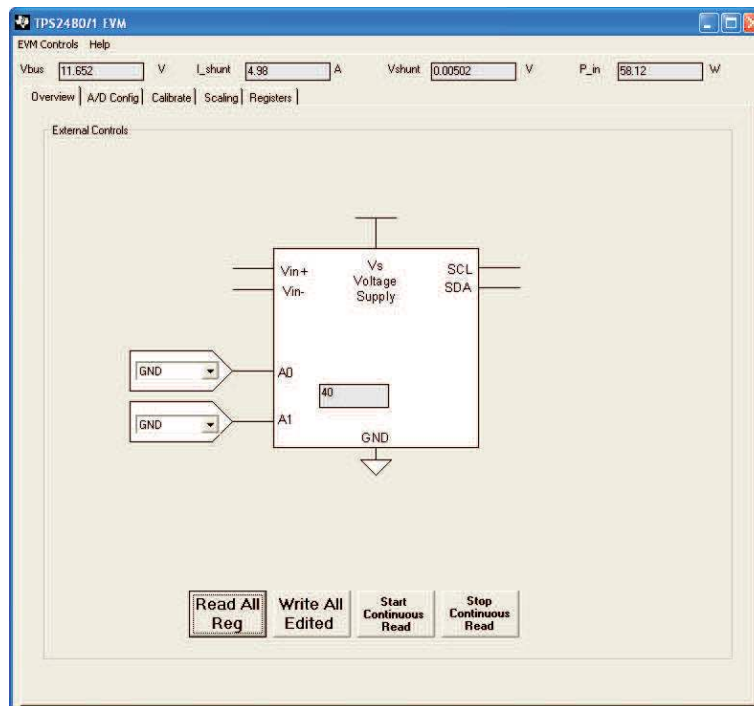 TPS2480/1 EVM
EVM Controls Help
Vbus 11.652 V I_shunt 4.98 A Vshunt 0.00502 V P_in 58.12 W
Overview A/D Config Calibrate Scaling Registers
External Controls
Vin+ Vs SCL
Vin- Voltage SDA
Supply
GND A0
40
GND A1
GND
Read All Write All Start Stop
Reg Edited Continuous Continuous
Read Read